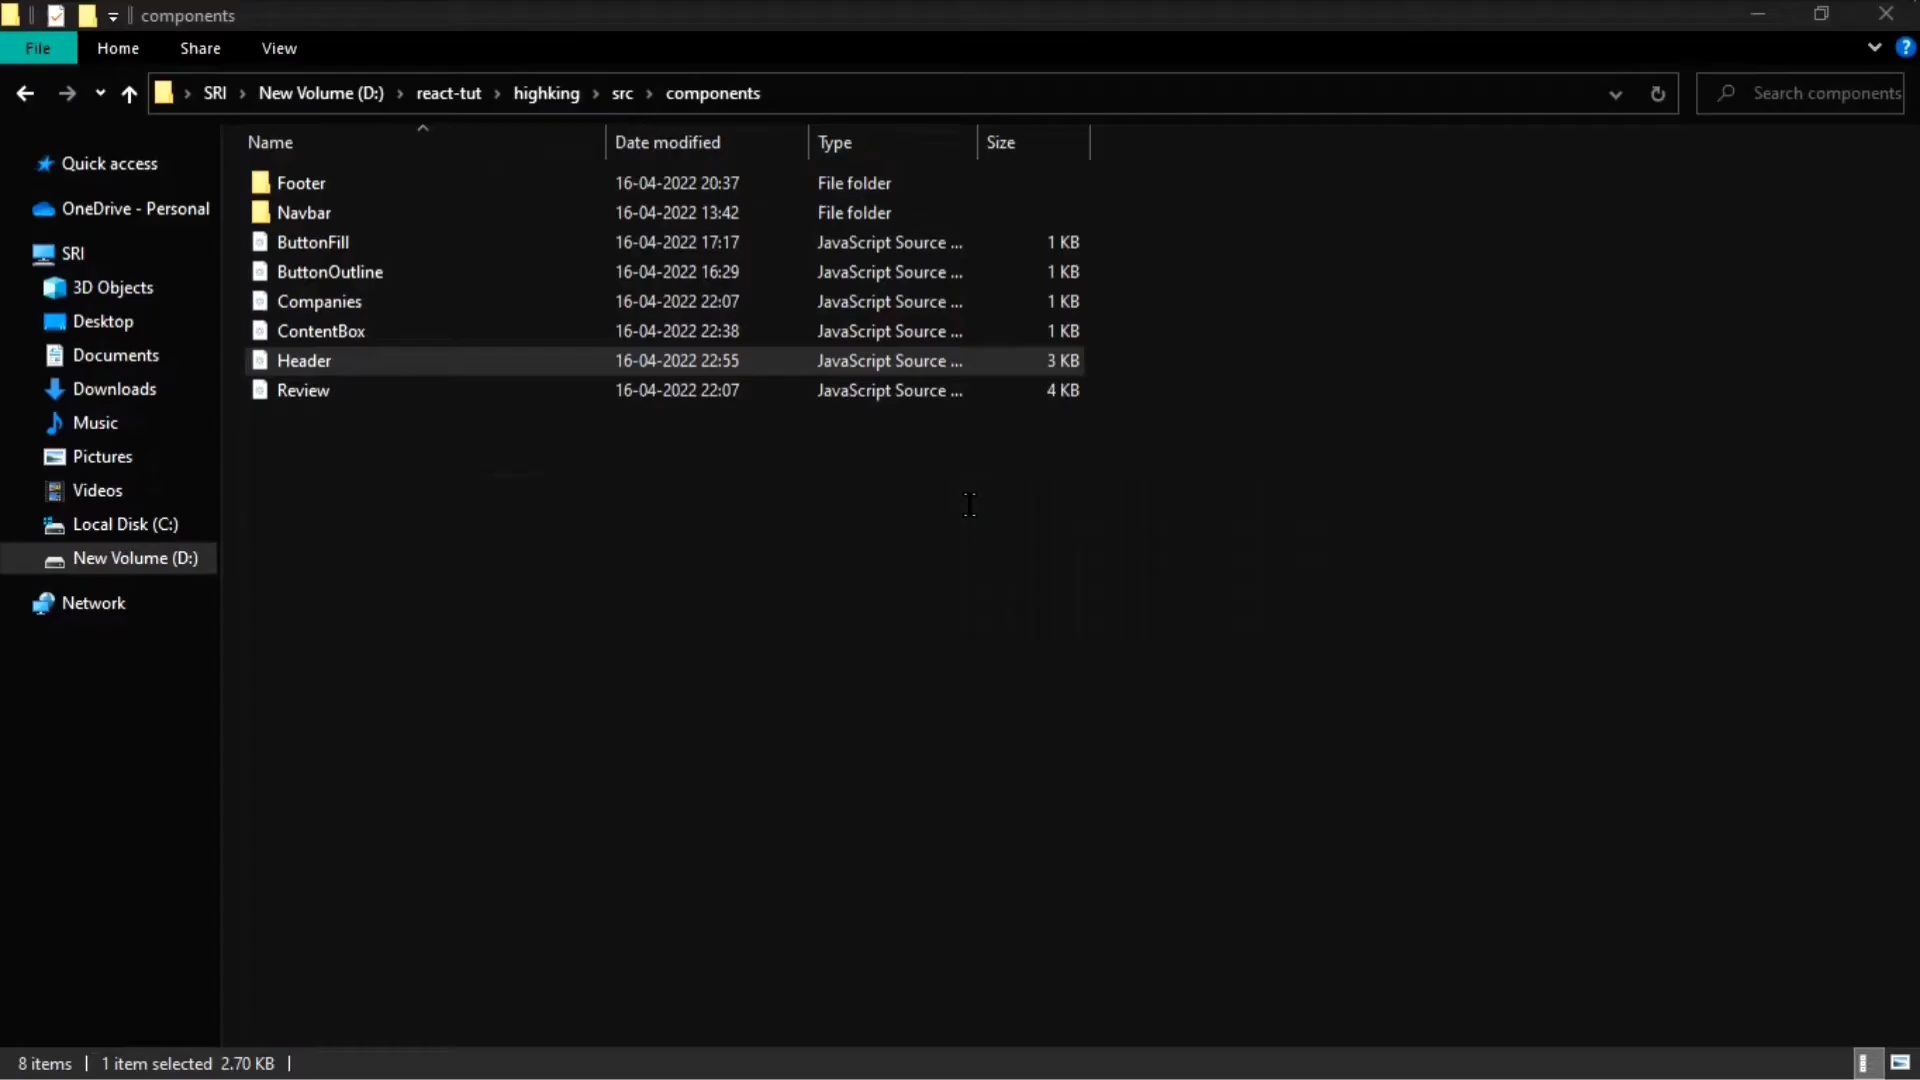 components
File Home Share View ?
SRI New Volume (D:) react-tut highking src components Search components
Name Date modified Type Size
Quick access
OneDrive - Personal
SRI
3D Objects
Desktop
Documents
Downloads
Music
Pictures
Videos
Local Disk (C:)
New Volume (D:)
Network
Footer 16-04-2022 20:37 File folder
Navbar 16-04-2022 13:42 File folder
ButtonFill 16-04-2022 17:17 JavaScript Source ... 1 KB
ButtonOutline 16-04-2022 16:29 JavaScript Source ... 1 KB
Companies 16-04-2022 22:07 JavaScript Source ... 1 KB
ContentBox 16-04-2022 22:38 JavaScript Source ... 1 KB
Header 16-04-2022 22:55 JavaScript Source ... 3 KB
Review 16-04-2022 22:07 JavaScript Source ... 4 KB
8 items 1 item selected 2.70 KB